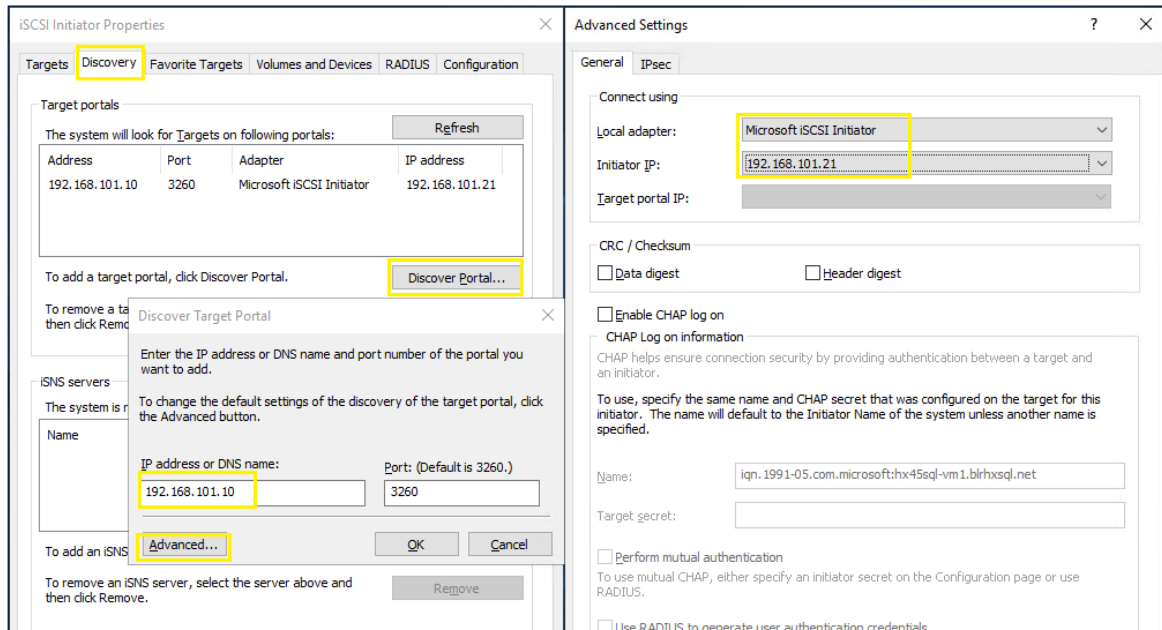 iSCSI Initiator Properties
Targets Discovery Favorite Targets Volumes and Devices RADIUS Configuration
Target portals
The system will look for Targets on following portals:
Refresh
Address Port Adapter IP address
192.168.101.10 3260 Microsoft iSCSI Initiator 192.168.101.21
To add a target portal, click Discover Portal.
Discover Portal...
To remove a ta
then click Remo
Discover Target Portal
Enter the IP address or DNS name and port number of the portal you
want to add.
To change the default settings of the discovery of the target portal, click
the Advanced button.
IP address or DNS name:
Port: (Default is 3260.)
192.168.101.10
3260
Advanced...
OK
Cancel
iSNS servers
The system is r
Name
To add an iSNS
To remove an iSNS server, select the server above and
then click Remove.
Remove
Advanced Settings
?
General IPsec
Connect using
Local adapter:
Microsoft iSCSI Initiator
Initiator IP:
192.168.101.21
Target portal IP:
CRC / Checksum
Data digest
Header digest
Enable CHAP log on
CHAP Log on information
CHAP helps ensure connection security by providing authentication between a target and
an initiator.
To use, specify the same name and CHAP secret that was configured on the target for this
initiator. The name will default to the Initiator Name of the system unless another name is
specified.
Name:
iqn.1991-05.com.microsoft:hx45sql-vm1.blrhxsql.net
Target secret:
Perform mutual authentication
To use mutual CHAP, either specify an initiator secret on the Configuration page or use
RADIUS.
Use RADIUS to generate user authentication credentials